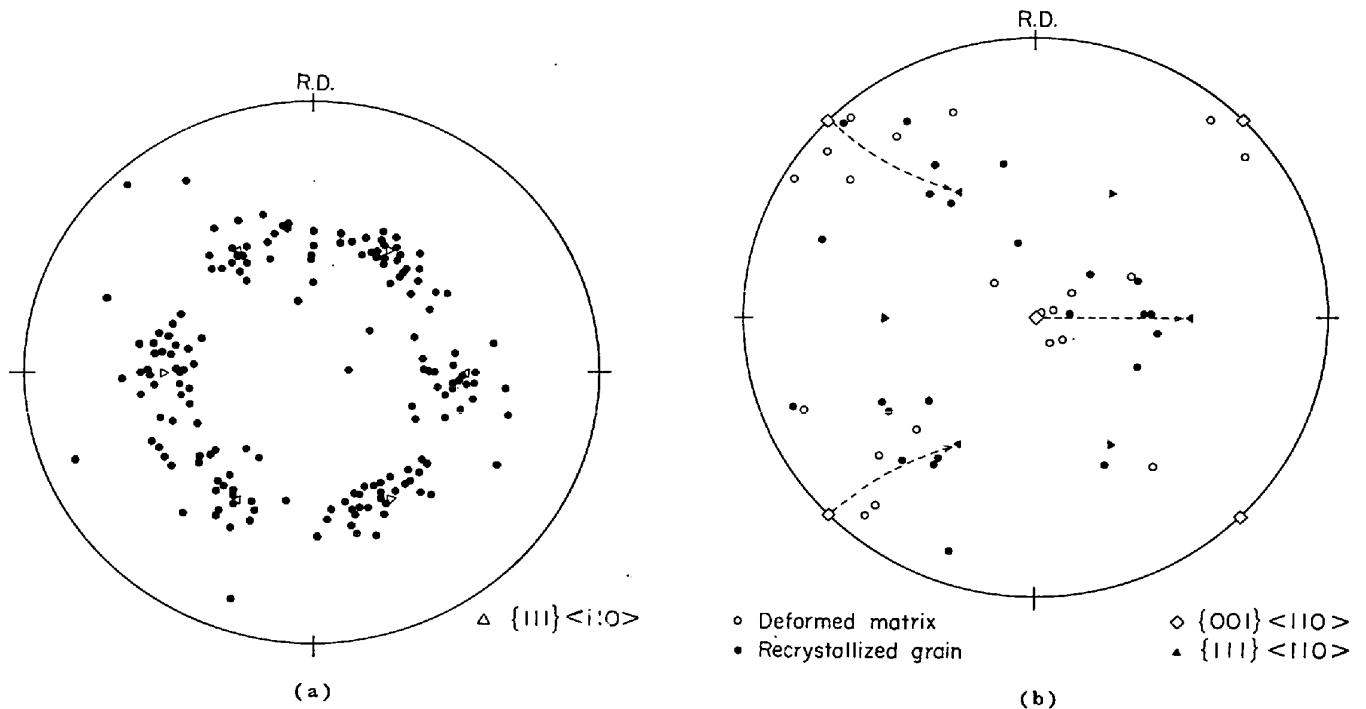 R.D.
△ {111}<1̄10>
(a)
R.D.
○ Deformed matrix
● Recrystallized grain
◇ {001}<110>
▲ {111}<110>
(b)